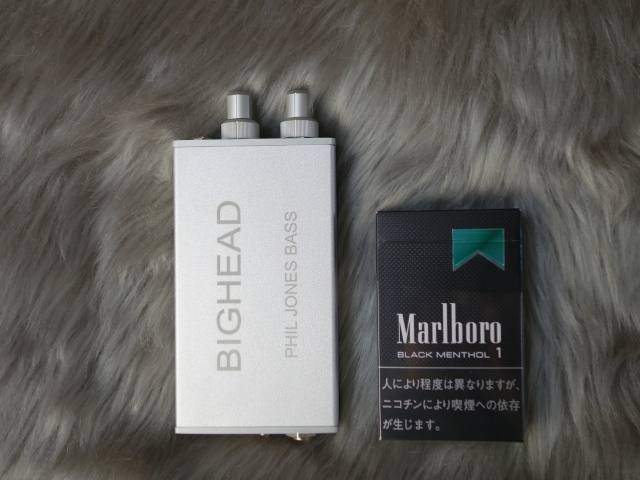 BIGHEAD
PHIL JONES BASS
Marlboro
BLACK MENTHOL 1
人により程度は異なりますが、
ニコチンにより喫煙への依存
が生じます。